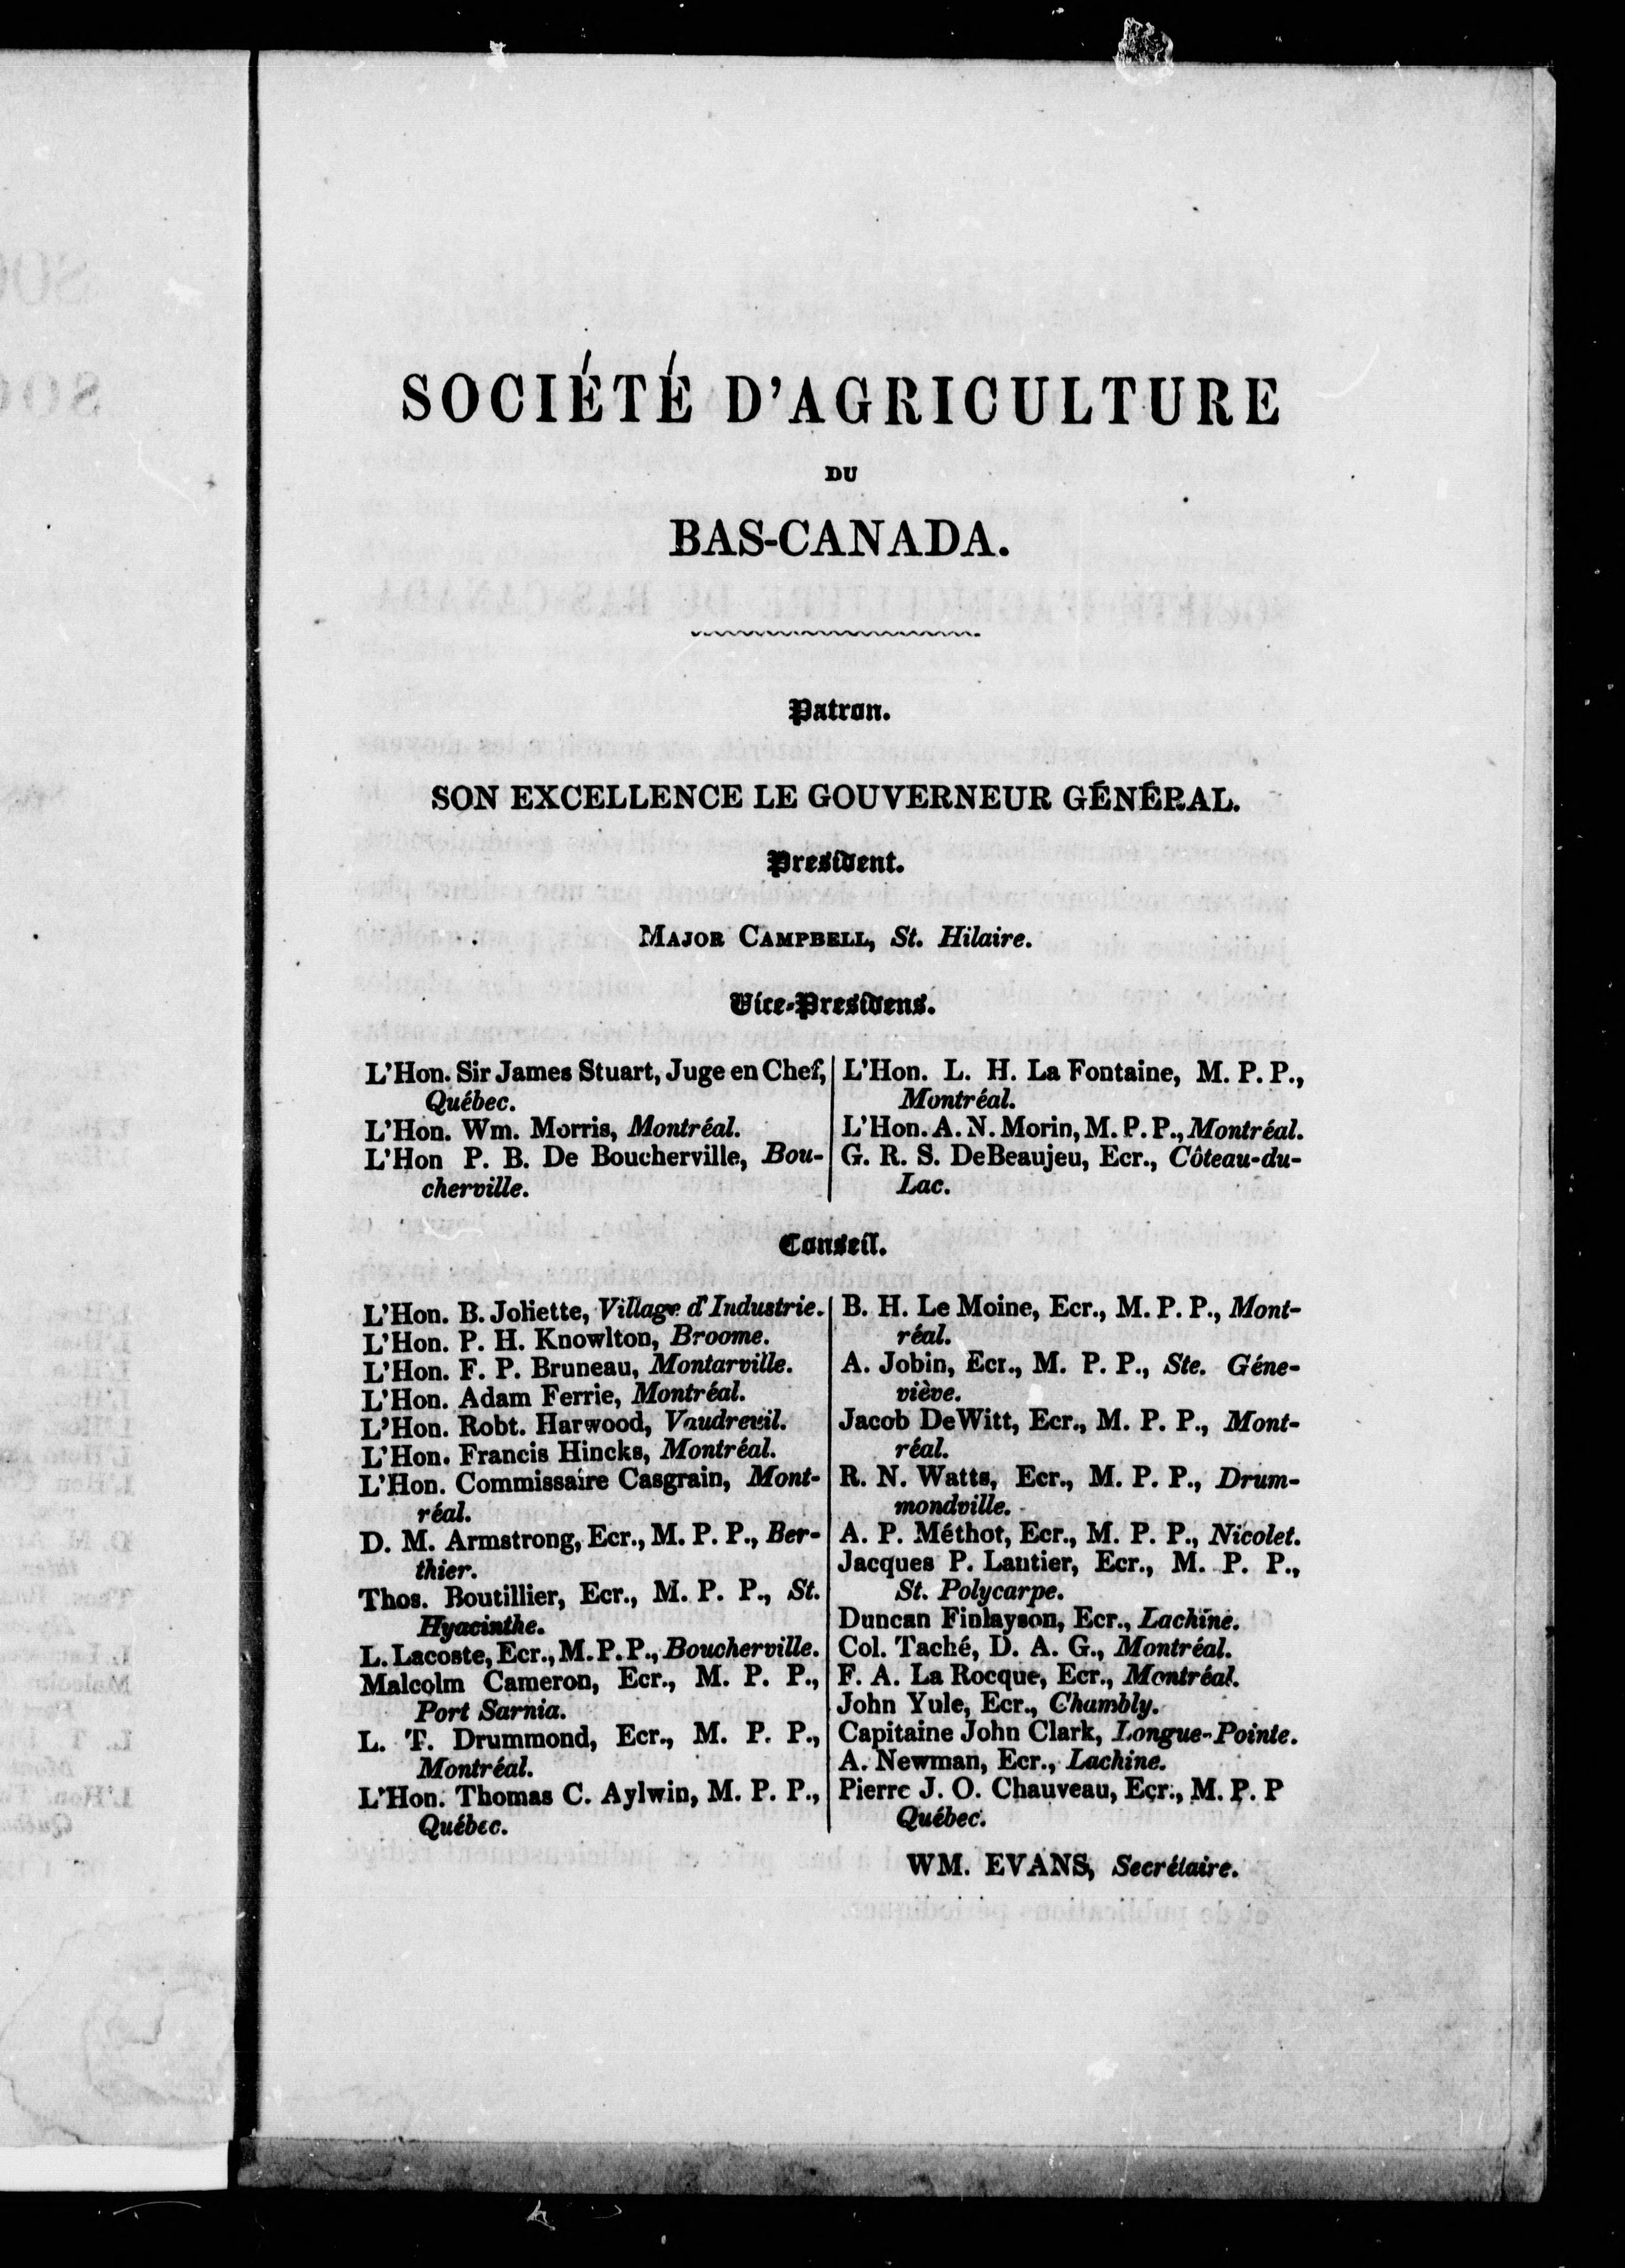 SOCIÉTÉ D'AGRICULTURE
DU
BAS-CANADA.
Patron.
SON EXCELLENCE LE GOUVERNEUR GÉNÉRAL.
President.
MAJOR CAMPBELL, St. Hilaire.
Vice-Presidens.
L'Hon. Sir James Stuart, Juge en Chef,
Québec.
L'Hon. Wm. Morris, Montréal.
L'Hon P. B. De Boucherville, Bou-
cherville.
L'Hon. L. H. La Fontaine, M. P. P.,
Montréal.
L'Hon. A. N. Morin, M. P. P., Montréal.
G. R. S. DeBeaujeu, Ecr., Côteau-du-
Lac.
Conseil.
L'Hon. B. Joliette, Village d'Industrie.
L'Hon. P. H. Knowlton, Broome.
L'Hon. F. P. Bruneau, Montarville.
L'Hon. Adam Ferrie, Montréal.
L'Hon. Robt. Harwood, Vaudreuil.
L'Hon. Francis Hincks, Montréal.
L'Hon. Commissaire Casgrain, Mont-
réal.
D. M. Armstrong, Ecr., M. P. P., Ber-
thier.
Thos. Boutillier, Ecr., M. P. P., St.
Hyacinthe.
L. Lacoste, Ecr., M. P. P., Boucherville.
Malcolm Cameron, Ecr., M. P. P.,
Port Sarnia.
L. T. Drummond, Ecr., M. P. P.,
Montréal.
L'Hon. Thomas C. Aylwin, M. P. P.,
Québec.
B. H. Le Moine, Ecr., M. P. P., Mont-
réal.
A. Jobin, Ecr., M. P. P., Ste. Géne-
viève.
Jacob DeWitt, Ecr., M. P. P., Mont-
réal.
R. N. Watts, Ecr., M. P. P., Drum-
mondville.
A. P. Méthot, Ecr., M. P. P., Nicolet.
Jacques P. Lantier, Ecr., M. P. P.,
St. Polycarpe.
Duncan Finlayson, Ecr., Lachine.
Col. Taché, D. A. G., Montréal.
F. A. La Rocque, Ecr., Montréal.
John Yule, Ecr., Chambly.
Capitaine John Clark, Longue-Pointe.
A. Newman, Ecr., Lachine.
Pierre J. O. Chauveau, Ecr., M. P. P
Québec.
WM. EVANS, Secrétaire.